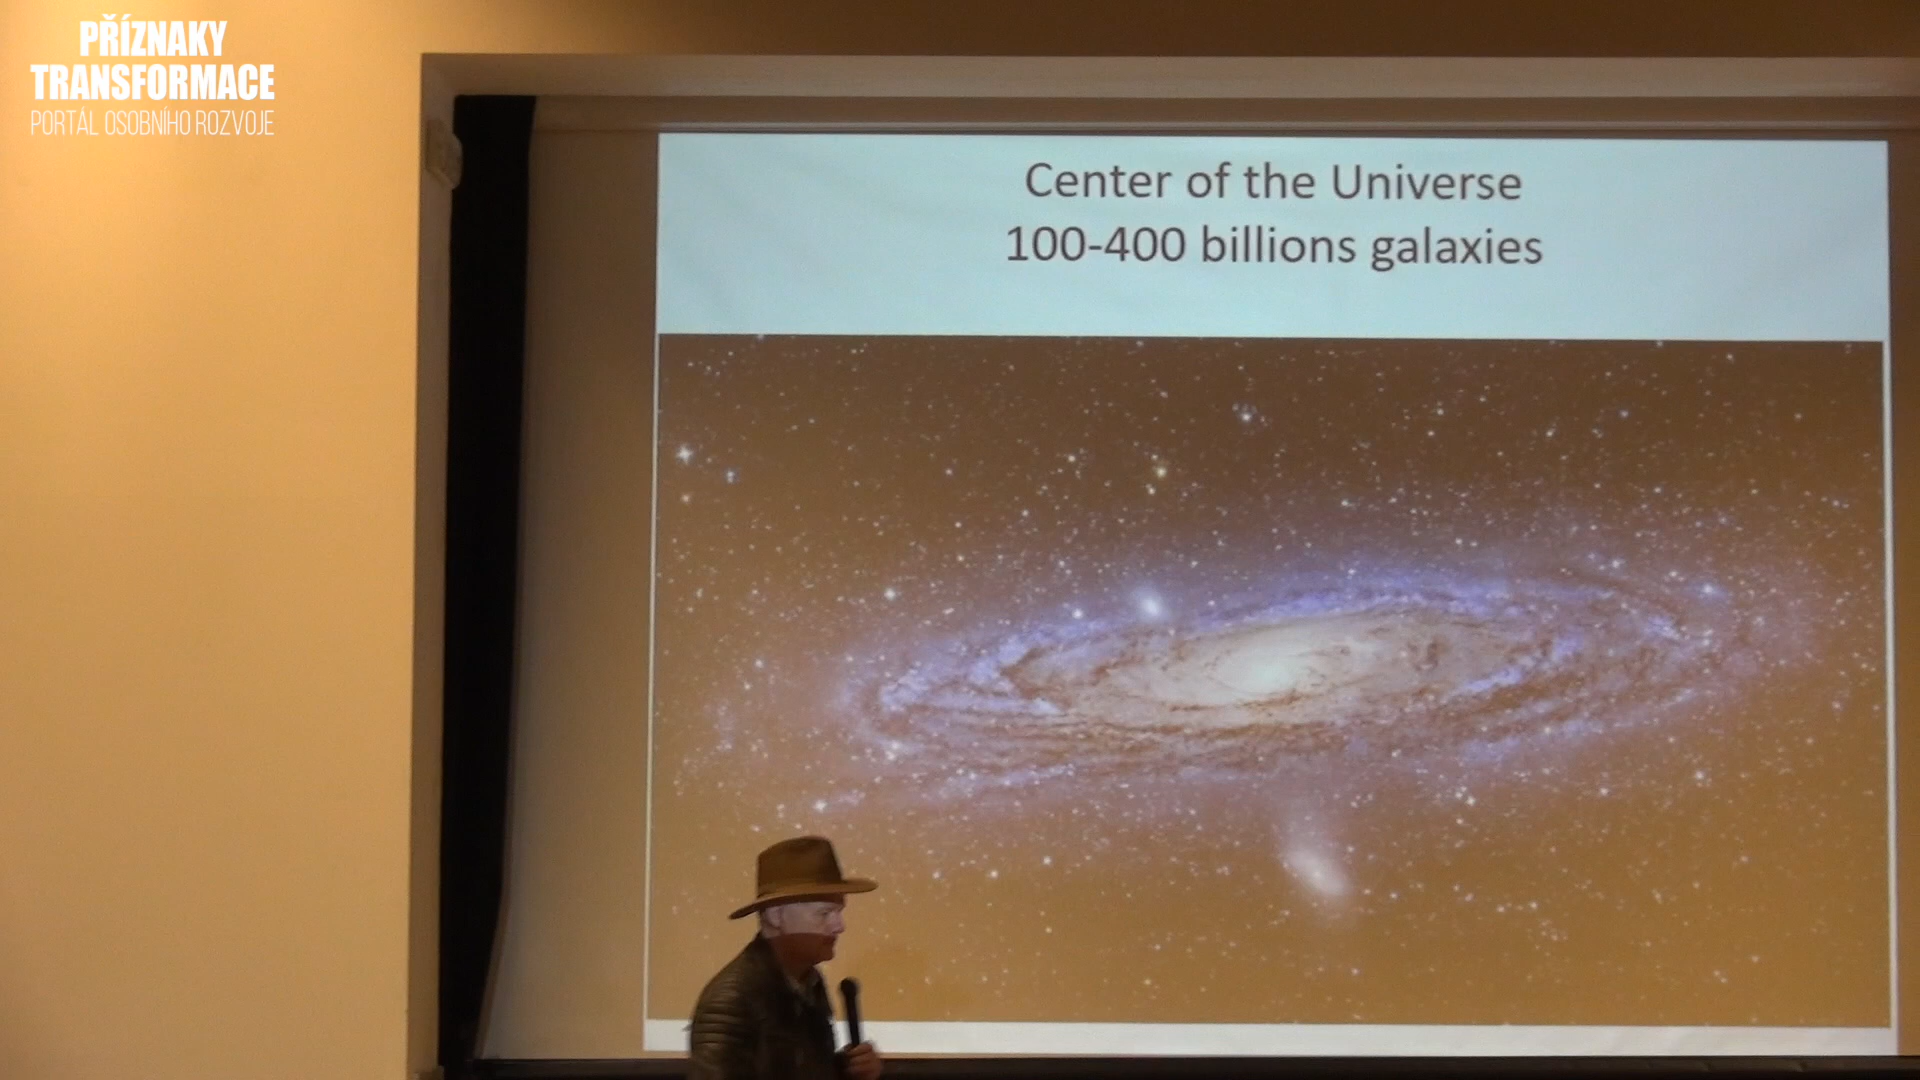 PŘÍZNAKY
TRANSFORMACE
PORTÁL OSOBNÍHO ROZVOJE
Center of the Universe
100-400 billions galaxies